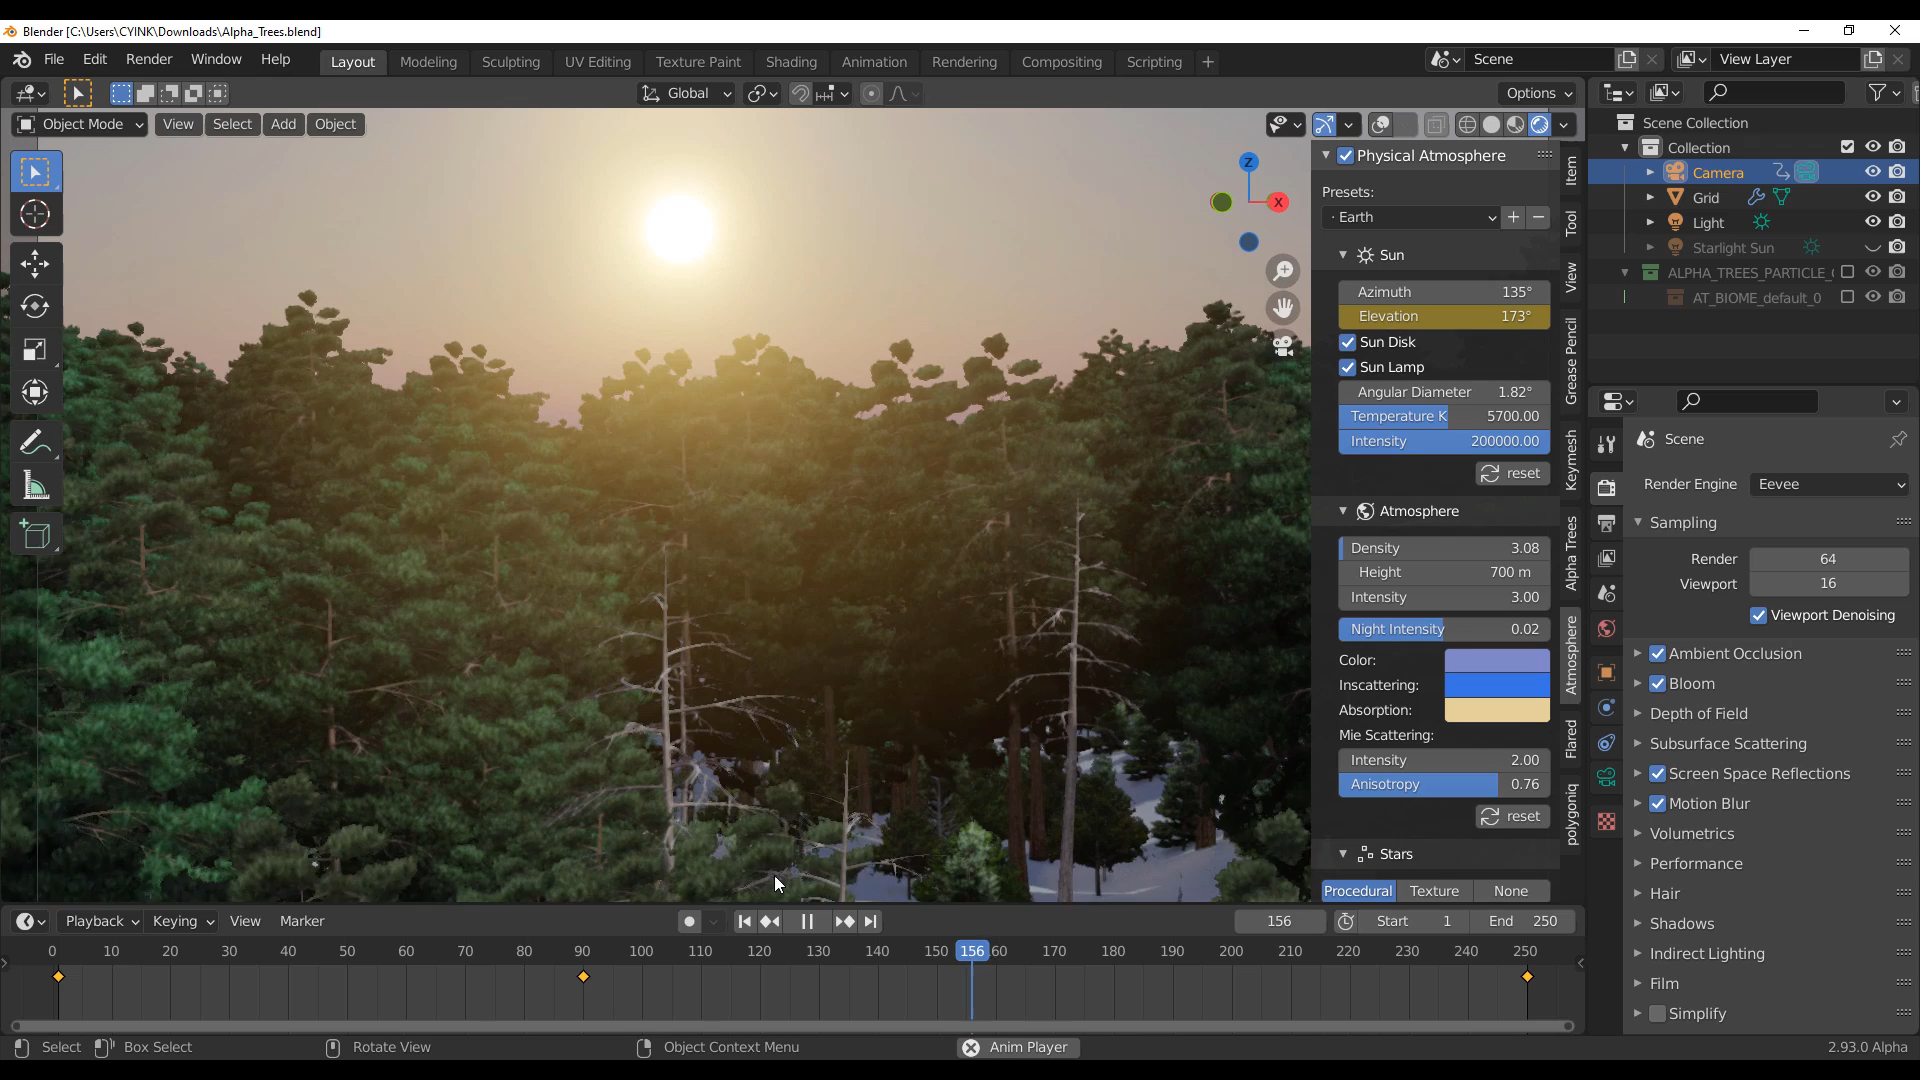 Blender [C:\Users\CYINK\Downloads\Alpha_Trees.blend]
File Edit Render Window Help Layout Modeling Sculpting UV Editing Texture Paint Shading Animation Rendering Compositing Scripting + Scene View Layer
Global Options
Object Mode View Select Add Object
Scene Collection
Collection
Camera
Grid
Light
Starlight Sun
ALPHA_TREES_PARTICLE_
AT_BIOME_default_0
Z
X
Physical Atmosphere
Presets:
· Earth
Sun
Azimuth 135°
Elevation 173°
Sun Disk
Sun Lamp
Angular Diameter 1.82°
Temperature K 5700.00
Intensity 200000.00
reset
Atmosphere
Density 3.08
Height 700 m
Intensity 3.00
Night Intensity 0.02
Color:
Inscattering:
Absorption:
Mie Scattering:
Intensity 2.00
Anisotropy 0.76
reset
Stars
Procedural Texture None
Item
Tool
View
Grease Pencil
Keymesh
Alpha Trees
Atmosphere
Flared
polygoniq
Scene
Render Engine Eevee
Sampling
Render 64
Viewport 16
Viewport Denoising
Ambient Occlusion
Bloom
Depth of Field
Subsurface Scattering
Screen Space Reflections
Motion Blur
Volumetrics
Performance
Hair
Shadows
Indirect Lighting
Film
Simplify
Playback Keying View Marker 156 Start 1 End 250
0 10 20 30 40 50 60 70 80 90 100 110 120 130 140 150 156 60 170 180 190 200 210 220 230 240 250
Select Box Select Rotate View Object Context Menu Anim Player 2.93.0 Alpha